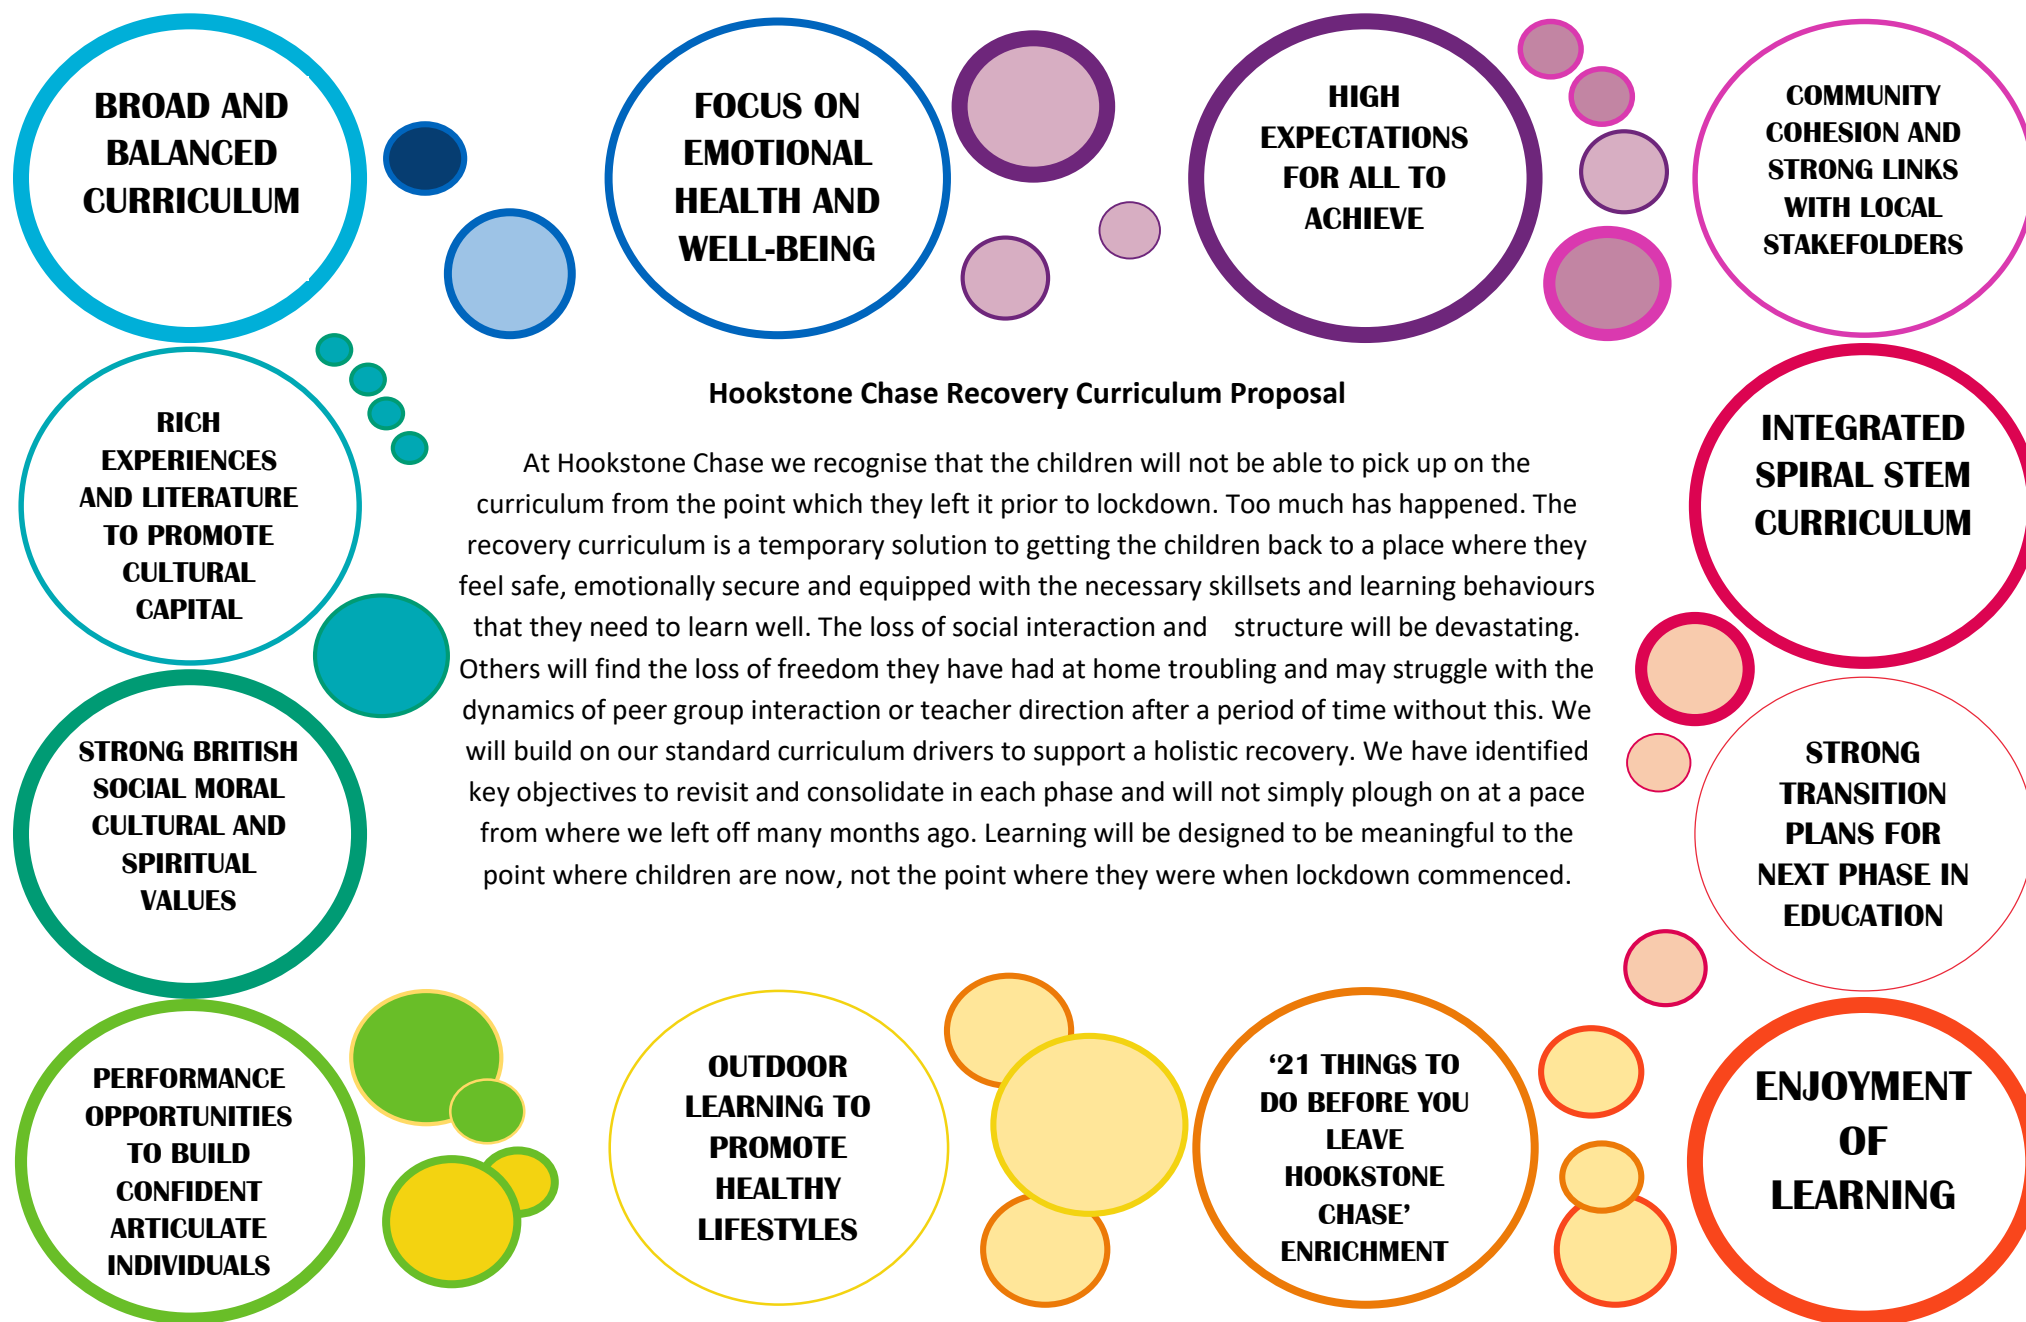 BROAD AND
BALANCED
CURRICULUM
FOCUS ON
EMOTIONAL
HEALTH AND
WELL-BEING
HIGH
EXPECTATIONS
FOR ALL TO
ACHIEVE
COMMUNITY
COHESION AND
STRONG LINKS
WITH LOCAL
STAKEFOLDERS
RICH
EXPERIENCES
AND LITERATURE
TO PROMOTE
CULTURAL
CAPITAL
Hookstone Chase Recovery Curriculum Proposal
At Hookstone Chase we recognise that the children will not be able to pick up on the
curriculum from the point which they left it prior to lockdown. Too much has happened. The
recovery curriculum is a temporary solution to getting the children back to a place where they
feel safe, emotionally secure and equipped with the necessary skillsets and learning behaviours
that they need to learn well. The loss of social interaction and structure will be devastating.
Others will find the loss of freedom they have had at home troubling and may struggle with the
dynamics of peer group interaction or teacher direction after a period of time without this. We
will build on our standard curriculum drivers to support a holistic recovery. We have identified
key objectives to revisit and consolidate in each phase and will not simply plough on at a pace
from where we left off many months ago. Learning will be designed to be meaningful to the
point where children are now, not the point where they were when lockdown commenced.
INTEGRATED
SPIRAL STEM
CURRICULUM
STRONG BRITISH
SOCIAL MORAL
CULTURAL AND
SPIRITUAL
VALUES
STRONG
TRANSITION
PLANS FOR
NEXT PHASE IN
EDUCATION
PERFORMANCE
OPPORTUNITIES
TO BUILD
CONFIDENT
ARTICULATE
INDIVIDUALS
OUTDOOR
LEARNING TO
PROMOTE
HEALTHY
LIFESTYLES
‘21 THINGS TO
DO BEFORE YOU
LEAVE
HOOKSTONE
CHASE’
ENRICHMENT
ENJOYMENT
OF
LEARNING